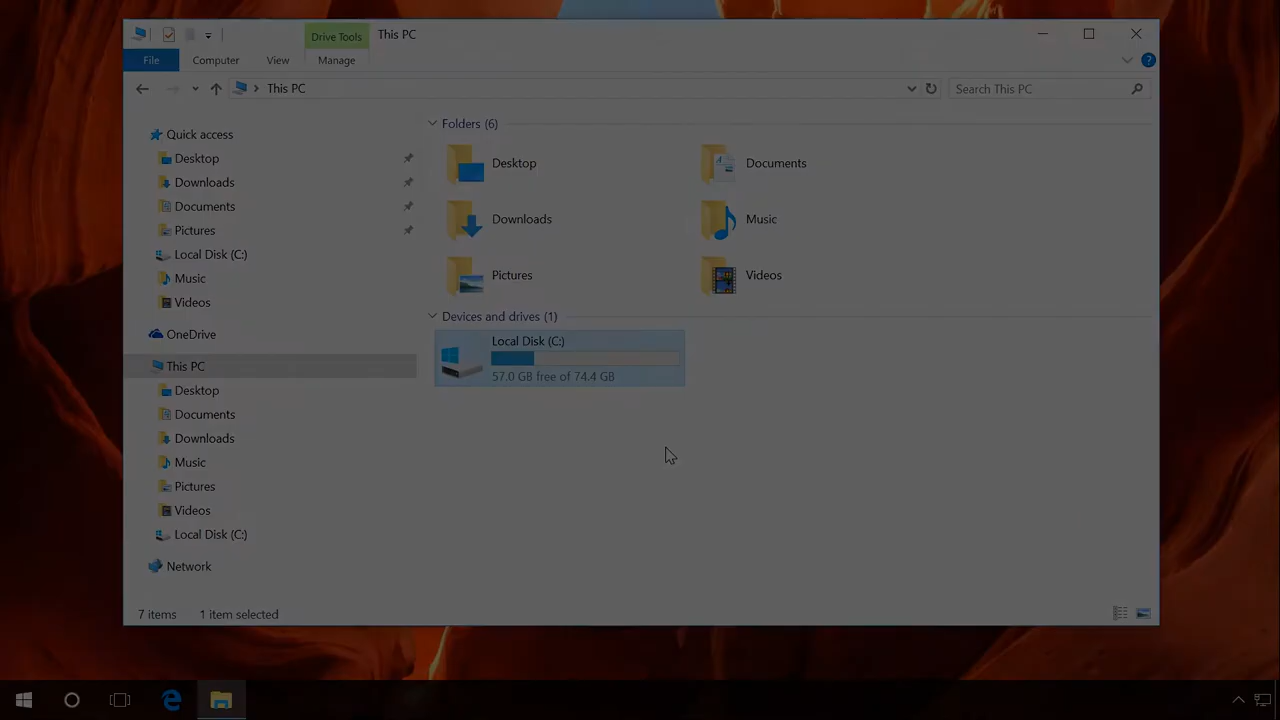 Drive Tools
This PC
File
Computer
View
Manage
This PC
Search This PC
Quick access
Desktop
Downloads
Documents
Pictures
Local Disk (C:)
Music
Videos
OneDrive
This PC
Desktop
Documents
Downloads
Music
Pictures
Videos
Local Disk (C:)
Network
Folders (6)
Desktop
Documents
Downloads
Music
Pictures
Videos
Devices and drives (1)
Local Disk (C:)
57.0 GB free of 74.4 GB
7 items
1 item selected